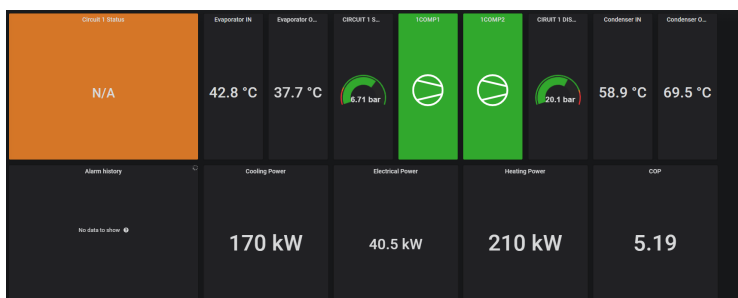 Circuit 1 Status
N/A
Evaporator IN
42.8 °C
Evaporator O...
37.7 °C
CIRCUIT 1 S...
6.71 bar
1COMP1
1COMP2
CIRUIT 1 DIS...
20.1 bar
Condenser IN
58.9 °C
Condenser O...
69.5 °C
Alarm history
No data to show
Cooling Power
170 kW
Electrical Power
40.5 kW
Heating Power
210 kW
COP
5.19